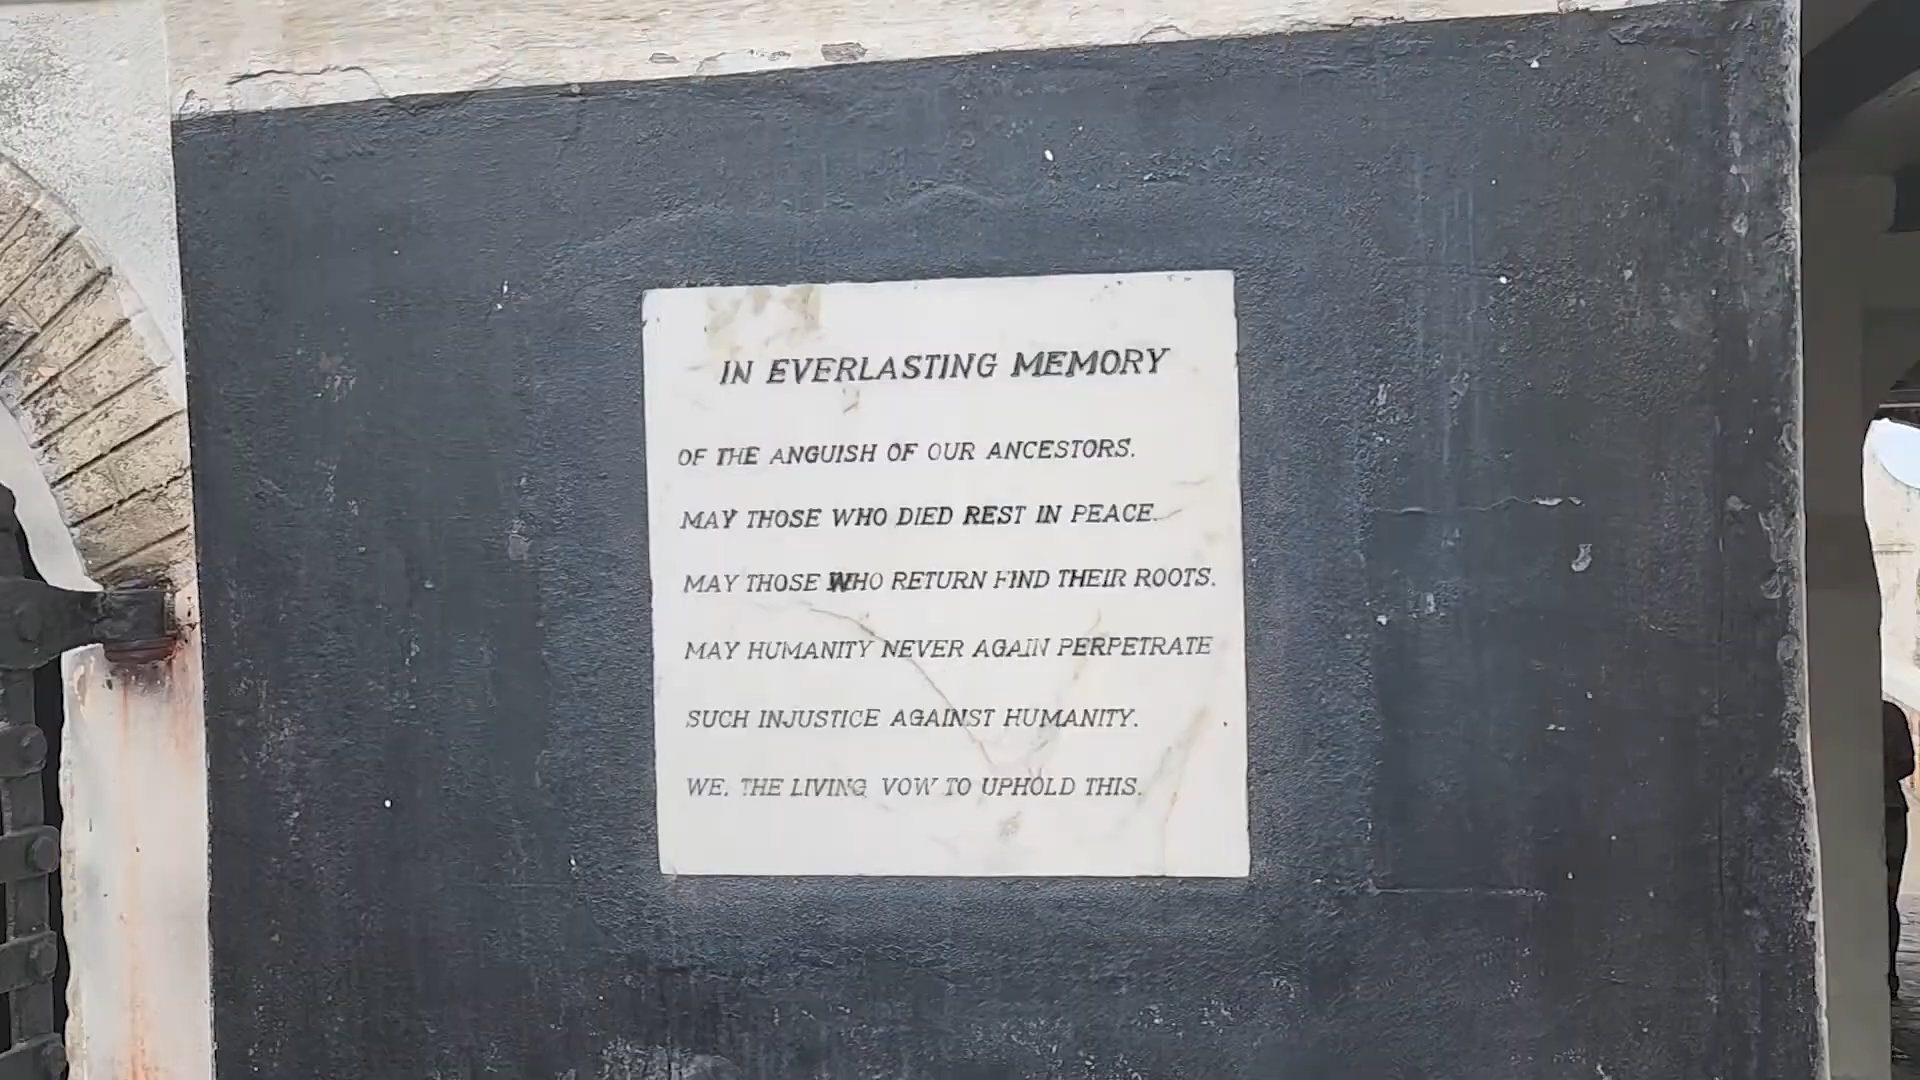 IN EVERLASTING MEMORY
OF THE ANGUISH OF OUR ANCESTORS.
MAY THOSE WHO DIED REST IN PEACE.
MAY THOSE WHO RETURN FIND THEIR ROOTS.
MAY HUMANITY NEVER AGAIN PERPETRATE
SUCH INJUSTICE AGAINST HUMANITY.
WE, THE LIVING, VOW TO UPHOLD THIS.